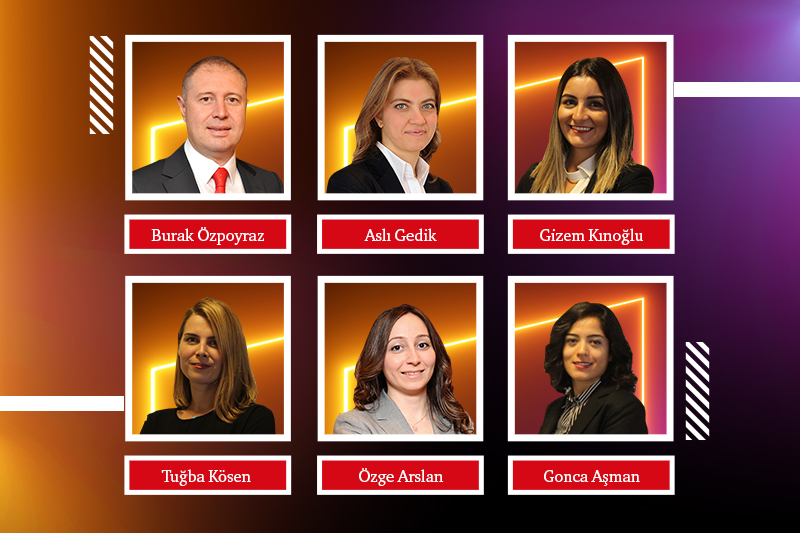 Burak Özpoyraz
Aslı Gedik
Gizem Kınoğlu
Tuğba Kösen
Özge Arslan
Gonca Aşman